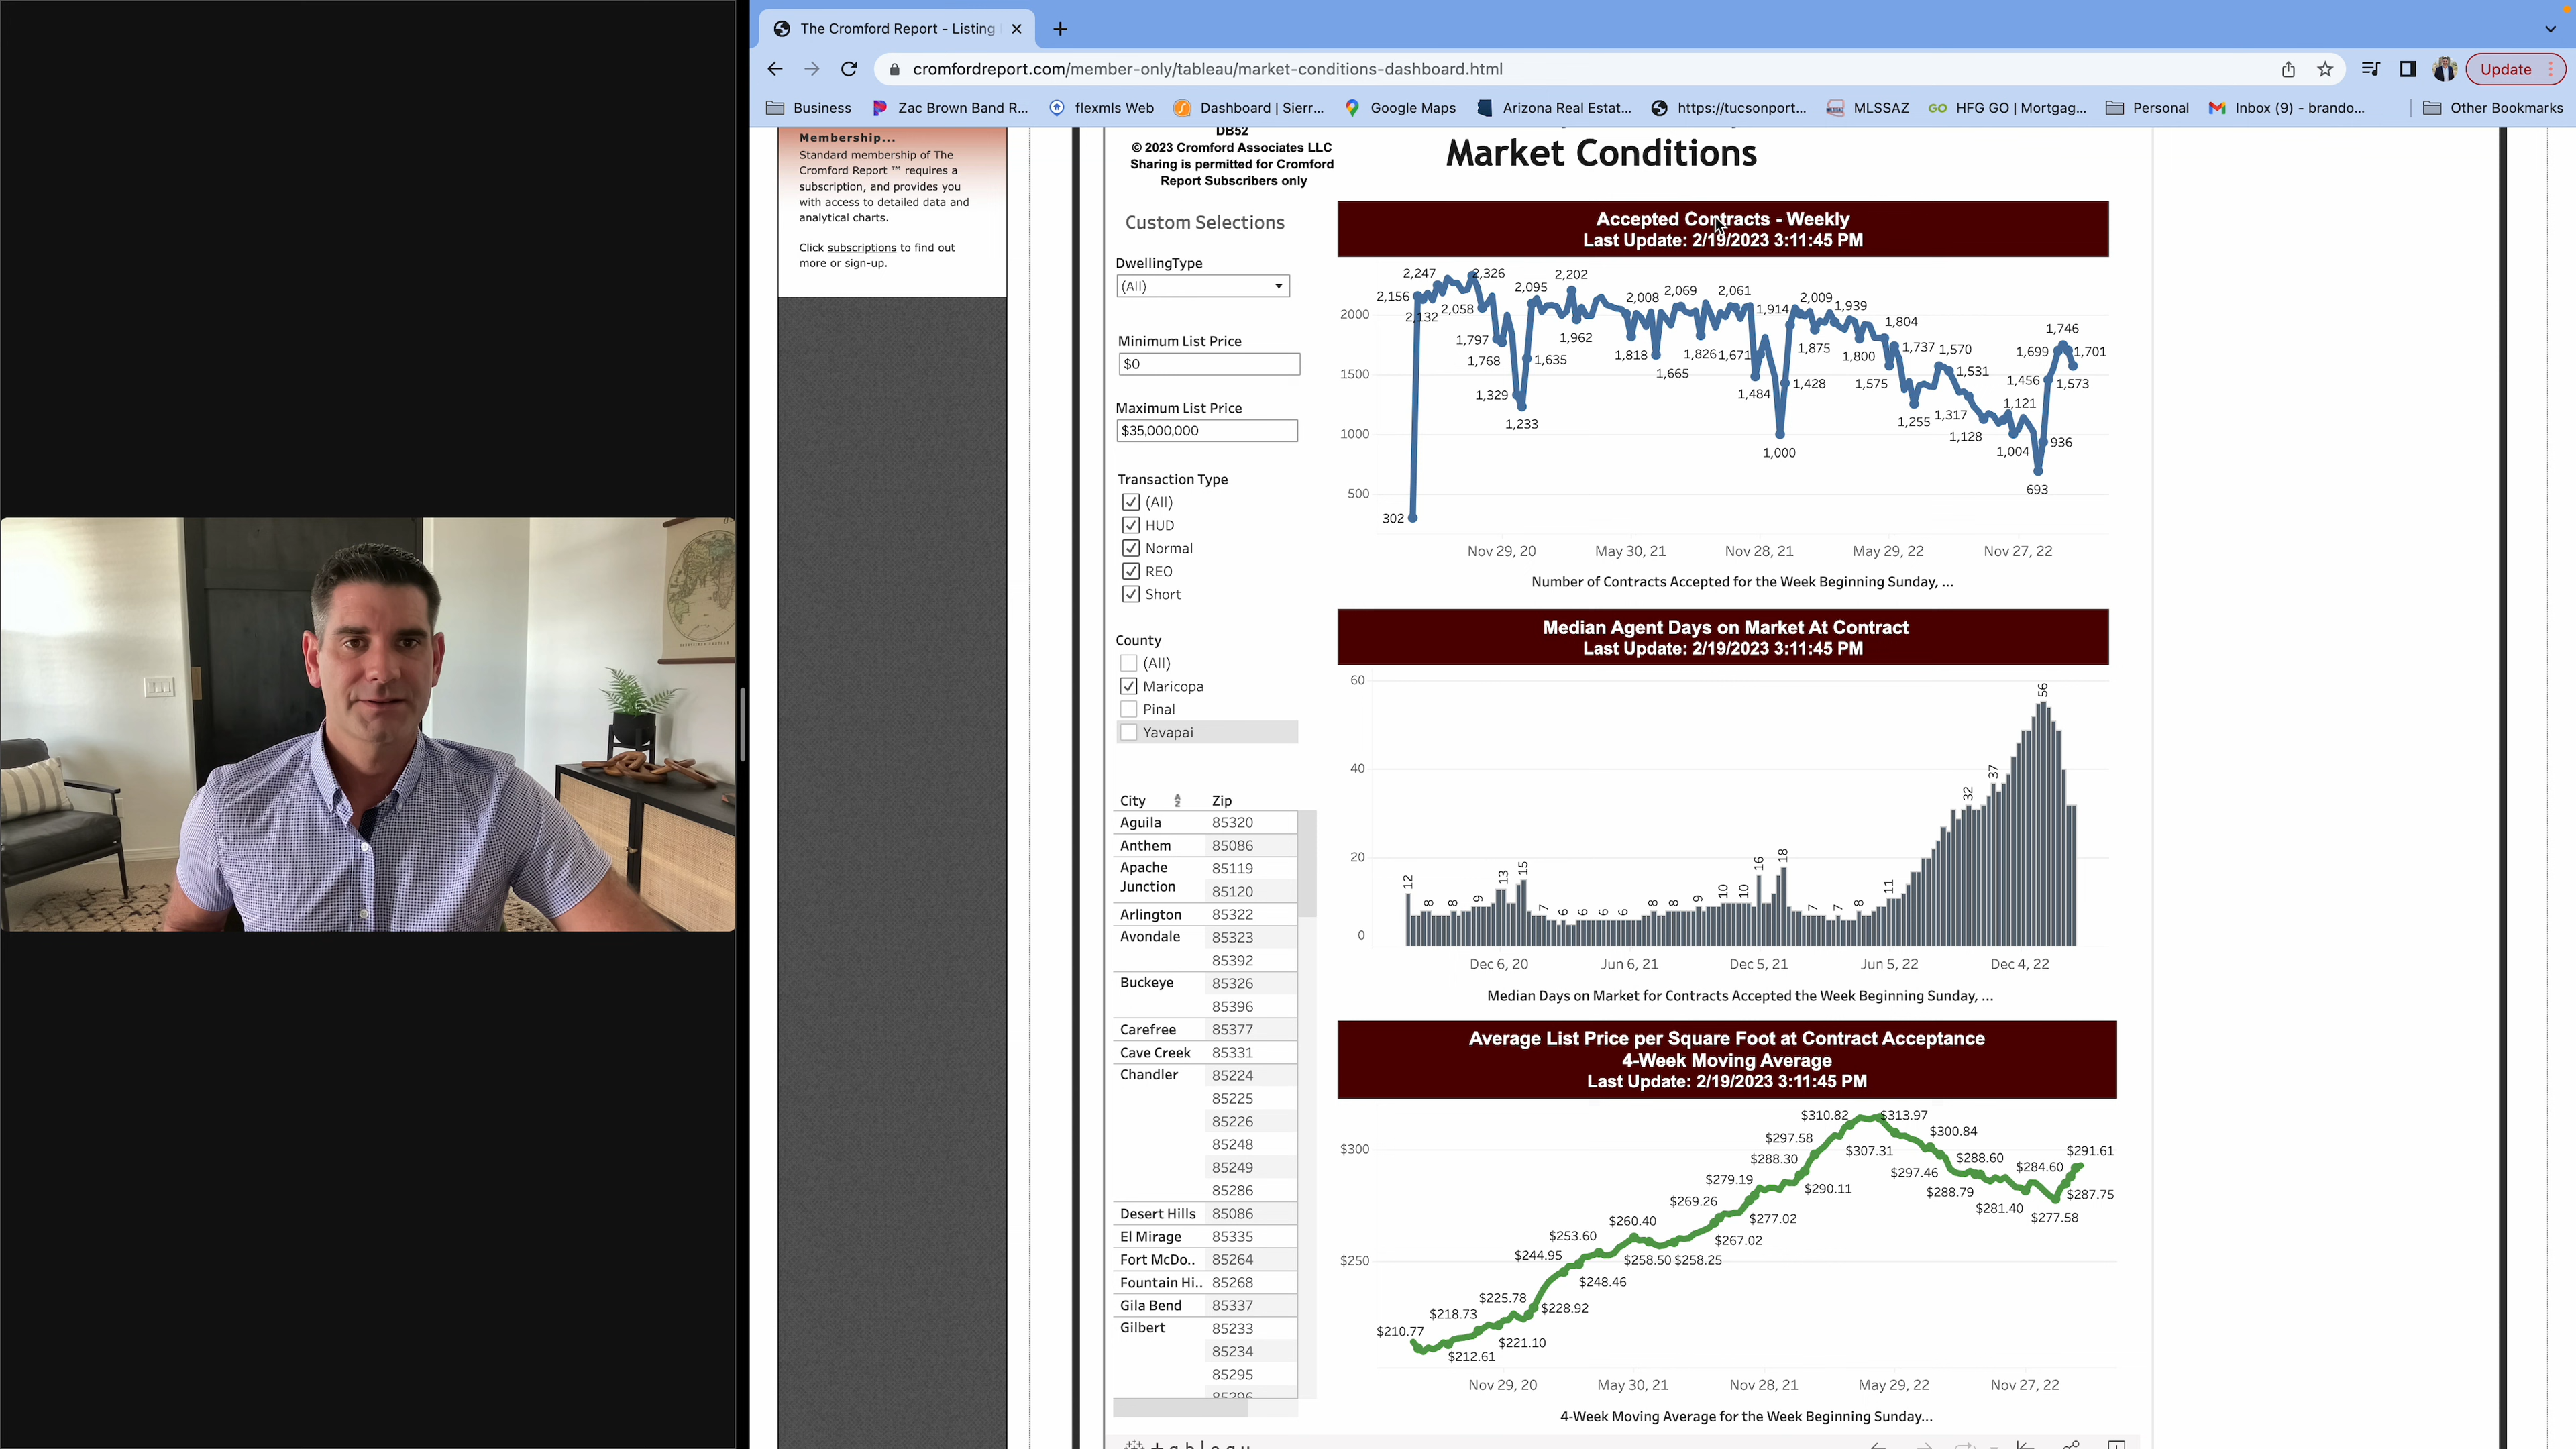 The Cromford Report - Listing
cromfordreport.com/member-only/tableau/market-conditions-dashboard.html
Update
Business
Zac Brown Band R...
flexmls Web
Dashboard | Sierr...
Google Maps
Arizona Real Estat...
https://tucsonport...
MLSSAZ
GO HFG GO | Mortgag...
Personal
Inbox (9) - brando...
Other Bookmarks
Membership...
Standard membership of The
Cromford Report ™ requires a
subscription, and provides you
with access to detailed data and
analytical charts.
Click subscriptions to find out
more or sign-up.
DB52
© 2023 Cromford Associates LLC
Sharing is permitted for Cromford
Report Subscribers only
Market Conditions
Custom Selections
DwellingType
(All)
Minimum List Price
$0
Maximum List Price
$35,000,000
Transaction Type
(All)
HUD
Normal
REO
Short
County
(All)
Maricopa
Pinal
Yavapai
City Zip
Aguila 85320
Anthem 85086
Apache 85119
Junction 85120
Arlington 85322
Avondale 85323
85392
Buckeye 85326
85396
Carefree 85377
Cave Creek 85331
Chandler 85224
85225
85226
85248
85249
85286
Desert Hills 85086
El Mirage 85335
Fort McDo.. 85264
Fountain Hi.. 85268
Gila Bend 85337
Gilbert 85233
85234
85295
85296
Accepted Contracts - Weekly
Last Update: 2/19/2023 3:11:45 PM
2000
1500
1000
500
2,247 2,326 2,202
2,156 2,095 2,008 2,069 2,061 2,009
2,132 2,058 1,914 1,939
1,804
1,746
1,797 1,962
1,768 1,635 1,818 1,826 1,671 1,875 1,800 1,737 1,570 1,699 1,701
1,665
1,329 1,484 1,428 1,575 1,531 1,456 1,573
1,233 1,255 1,317 1,121
1,000 1,128 1,004 936
693
302
Nov 29, 20 May 30, 21 Nov 28, 21 May 29, 22 Nov 27, 22
Number of Contracts Accepted for the Week Beginning Sunday, ...
Median Agent Days on Market At Contract
Last Update: 2/19/2023 3:11:45 PM
60
40
20
0
12 8 8 9 13 15 7 6 6 6 6 8 8 9 10 10 16 18 7 7 8 11 32 37 56
Dec 6, 20 Jun 6, 21 Dec 5, 21 Jun 5, 22 Dec 4, 22
Median Days on Market for Contracts Accepted the Week Beginning Sunday, ...
Average List Price per Square Foot at Contract Acceptance
4-Week Moving Average
Last Update: 2/19/2023 3:11:45 PM
$300
$250
$310.82 $313.97
$297.58 $300.84
$307.31 $291.61
$288.30 $288.60
$284.60
$279.19 $297.46
$290.11 $288.79 $287.75
$269.26
$281.40
$277.02 $277.58
$260.40
$253.60 $267.02
$244.95 $258.50 $258.25
$248.46
$225.78
$218.73 $228.92
$210.77
$221.10
$212.61
Nov 29, 20 May 30, 21 Nov 28, 21 May 29, 22 Nov 27, 22
4-Week Moving Average for the Week Beginning Sunday...